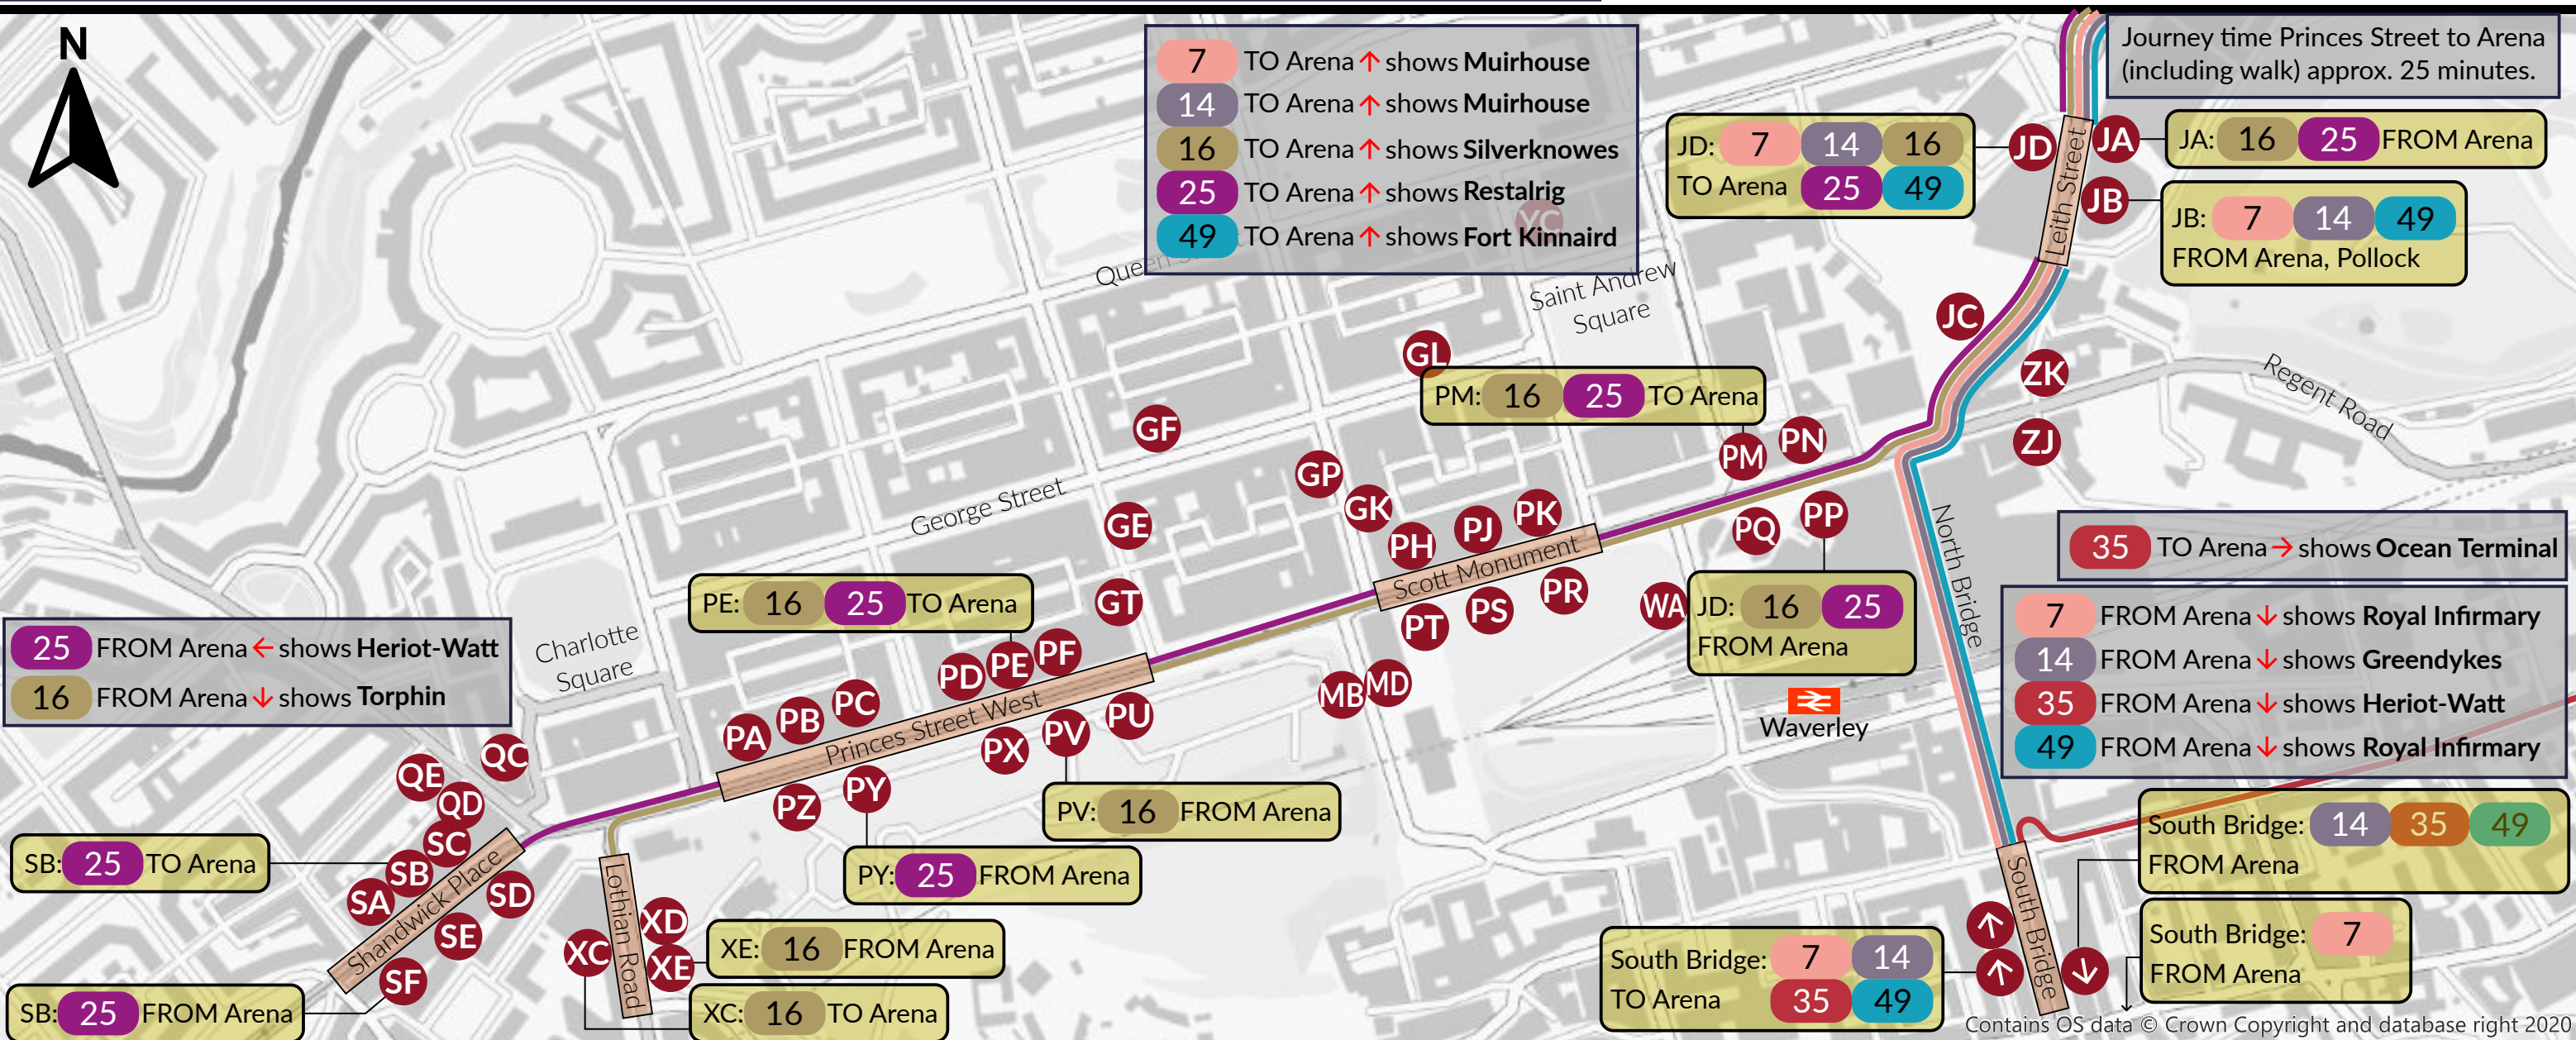 N
7 TO Arena ↑ shows Muirhouse
14 TO Arena ↑ shows Muirhouse
16 TO Arena ↑ shows Silverknowes
25 TO Arena ↑ shows Restalrig
49 TO Arena ↑ shows Fort Kinnaird
YC
Journey time Princes Street to Arena
(including walk) approx. 25 minutes.
JD: 7 14 16
TO Arena 25 49
JD
JA
JA: 16 25 FROM Arena
Leith Street
JB
JB: 7 14 49
FROM Arena, Pollock
Queen
Saint Andrew
Square
JC
GL
ZK
Regent Road
PM: 16 25 TO Arena
GF
ZJ
PN
PM
GP
George Street
GK
GE
PH
PJ
PK
PQ
PP
North Bridge
Scott Monument
35 TO Arena → shows Ocean Terminal
PE: 16 25 TO Arena
GT
PT
PS
PR
WA
JD: 16 25
FROM Arena
7 FROM Arena ↓ shows Royal Infirmary
14 FROM Arena ↓ shows Greendykes
35 FROM Arena ↓ shows Heriot-Watt
49 FROM Arena ↓ shows Royal Infirmary
25 FROM Arena ← shows Heriot-Watt
16 FROM Arena ↓ shows Torphin
Charlotte
Square
PA
PB
PC
PD
PE
PF
MB
MD
Waverley
Princes Street West
PZ
PY
PX
PV
PU
QC
QE
QD
SC
SB
SA
SD
SE
SF
Shandwick Place
SB: 25 TO Arena
PV: 16 FROM Arena
PY: 25 FROM Arena
South Bridge: 14 35 49
FROM Arena
Lothian Road
XD
XC
XE
XE: 16 FROM Arena
South Bridge: 7 14
TO Arena 35 49
↑
↑
South Bridge
↓
South Bridge: 7
FROM Arena
SB: 25 FROM Arena
XC: 16 TO Arena
Contains OS data © Crown Copyright and database right 2020